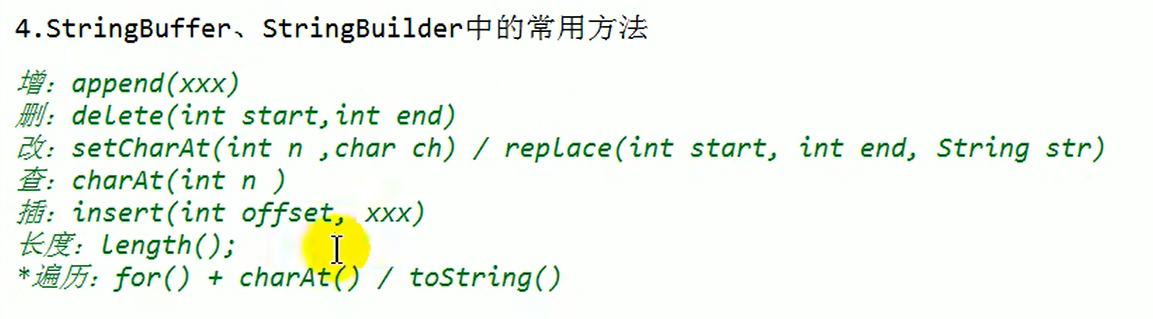 4.StringBuffer、StringBuilder中的常用方法
增：append(xxx)
删：delete(int start,int end)
改：setCharAt(int n ,char ch) / replace(int start, int end, String str)
查：charAt(int n )
插：insert(int offset, xxx)
长度：length();
*遍历：for() + charAt() / toString()